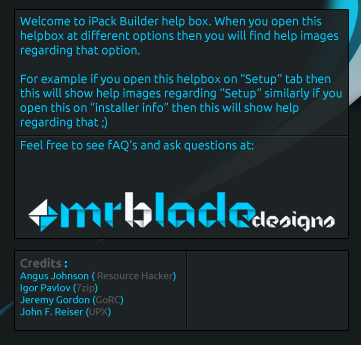 Welcome to iPack Builder help box. When you open this
helpbox at different options then you will find help images
regarding that option.
For example if you open this helpbox on “Setup” tab then
this will show help images regarding “Setup” similarly if you
open this on “installer info” then this will show help
regarding that ;)
Feel free to see fAQ's and ask questions at:
mrblade designs
Credits :
Angus Johnson ( Resource Hacker)
Igor Pavlov (7zip)
Jeremy Gordon (GoRC)
John F. Reiser (UPX)